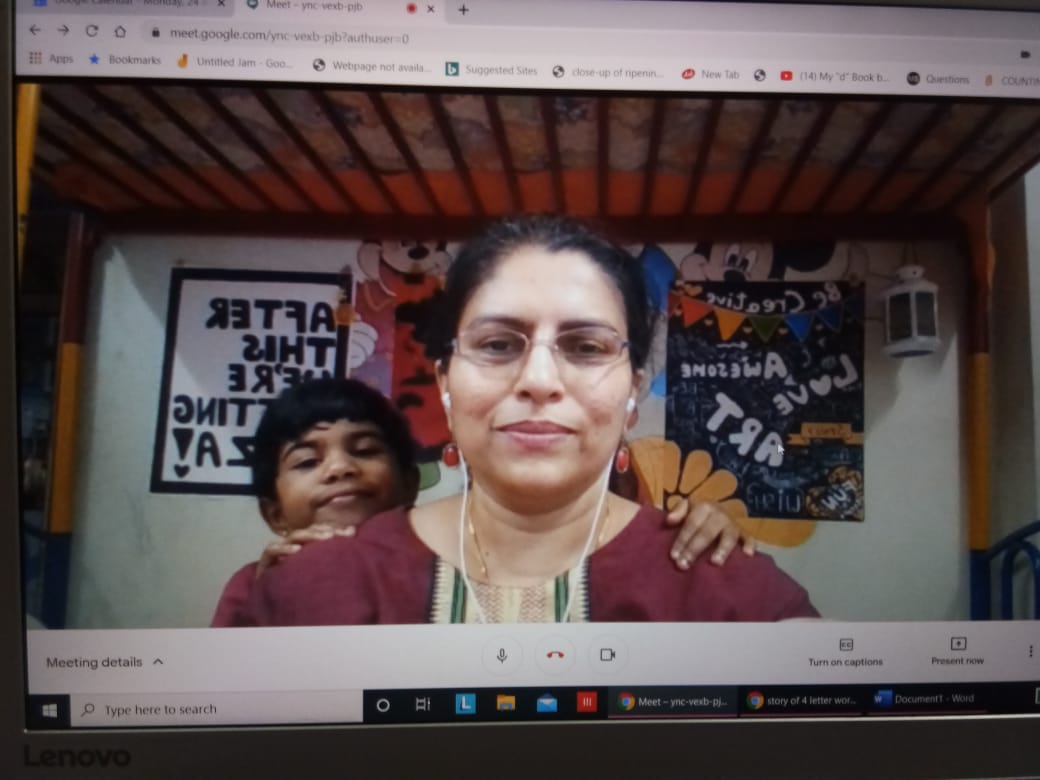 Google Calendar - Monday, 24
Meet – ync-vexb-pjb
meet.google.com/ync-vexb-pjb?authuser=0
Apps
Bookmarks
Untitled Jam - Goo...
Webpage not availa...
Suggested Sites
close-up of ripenin...
New Tab
(14) My "d" Book b...
Questions
COUNTIN
AFTER
THIS
WE'RE
TTING
ZA!
Be Creative
AWESOME
LOVE
ART
FUN
Meeting details
Turn on captions
Present now
Type here to search
Meet – ync-vexb-pj...
story of 4 letter wor...
Document1 - Word
Lenovo